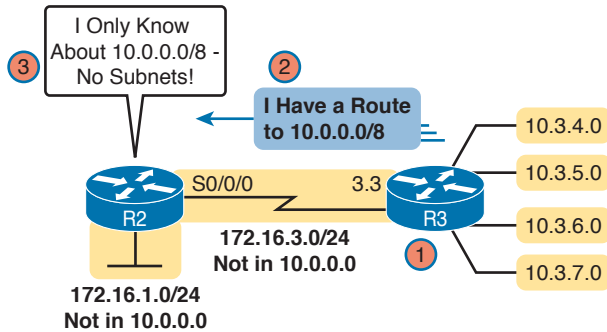 I Only Know
About 10.0.0.0/8 -
No Subnets!
3
2
I Have a Route
to 10.0.0.0/8
10.3.4.0
10.3.5.0
10.3.6.0
10.3.7.0
S0/0/0
3.3
R2
R3
1
172.16.3.0/24
Not in 10.0.0.0
172.16.1.0/24
Not in 10.0.0.0